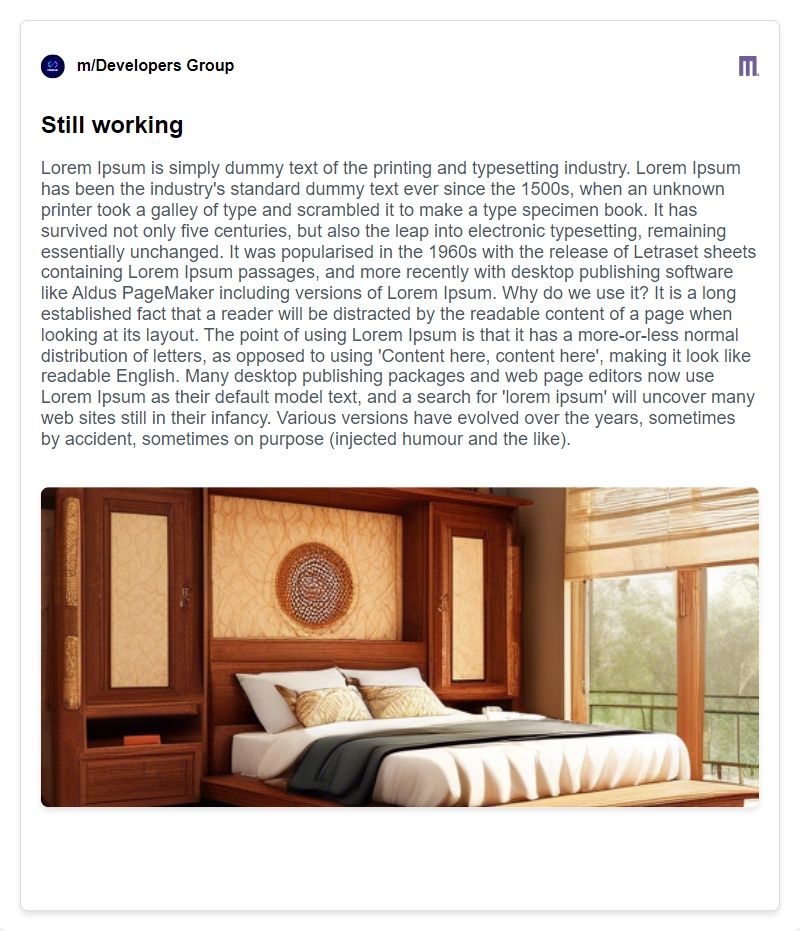 m/Developers Group
m
Still working
Lorem Ipsum is simply dummy text of the printing and typesetting industry. Lorem Ipsum
has been the industry's standard dummy text ever since the 1500s, when an unknown
printer took a galley of type and scrambled it to make a type specimen book. It has
survived not only five centuries, but also the leap into electronic typesetting, remaining
essentially unchanged. It was popularised in the 1960s with the release of Letraset sheets
containing Lorem Ipsum passages, and more recently with desktop publishing software
like Aldus PageMaker including versions of Lorem Ipsum. Why do we use it? It is a long
established fact that a reader will be distracted by the readable content of a page when
looking at its layout. The point of using Lorem Ipsum is that it has a more-or-less normal
distribution of letters, as opposed to using 'Content here, content here', making it look like
readable English. Many desktop publishing packages and web page editors now use
Lorem Ipsum as their default model text, and a search for 'lorem ipsum' will uncover many
web sites still in their infancy. Various versions have evolved over the years, sometimes
by accident, sometimes on purpose (injected humour and the like).